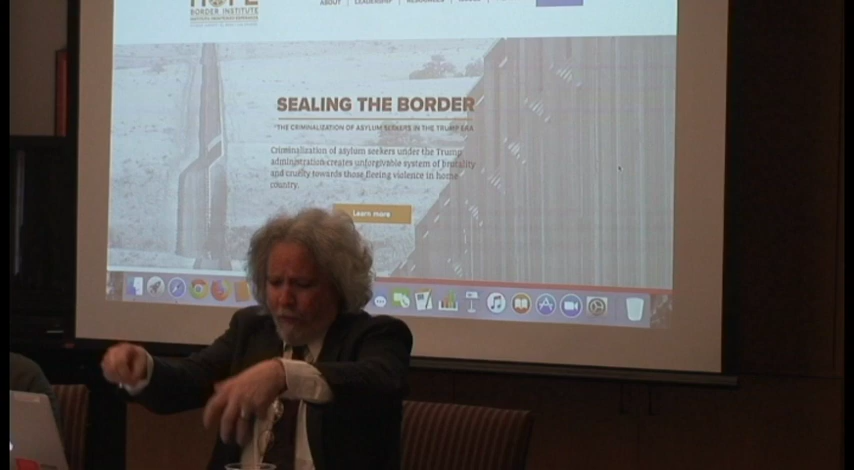 HOPE
BORDER INSTITUTE
ABOUT LEADERSHIP RESOURCES
SEALING THE BORDER
"THE CRIMINALIZATION OF ASYLUM SEEKERS IN THE TRUMP ERA
Criminalization of asylum seekers under the Trump
administration creates unforgivable system of brutality
and cruelty towards those fleeing violence in home
country.
Learn more